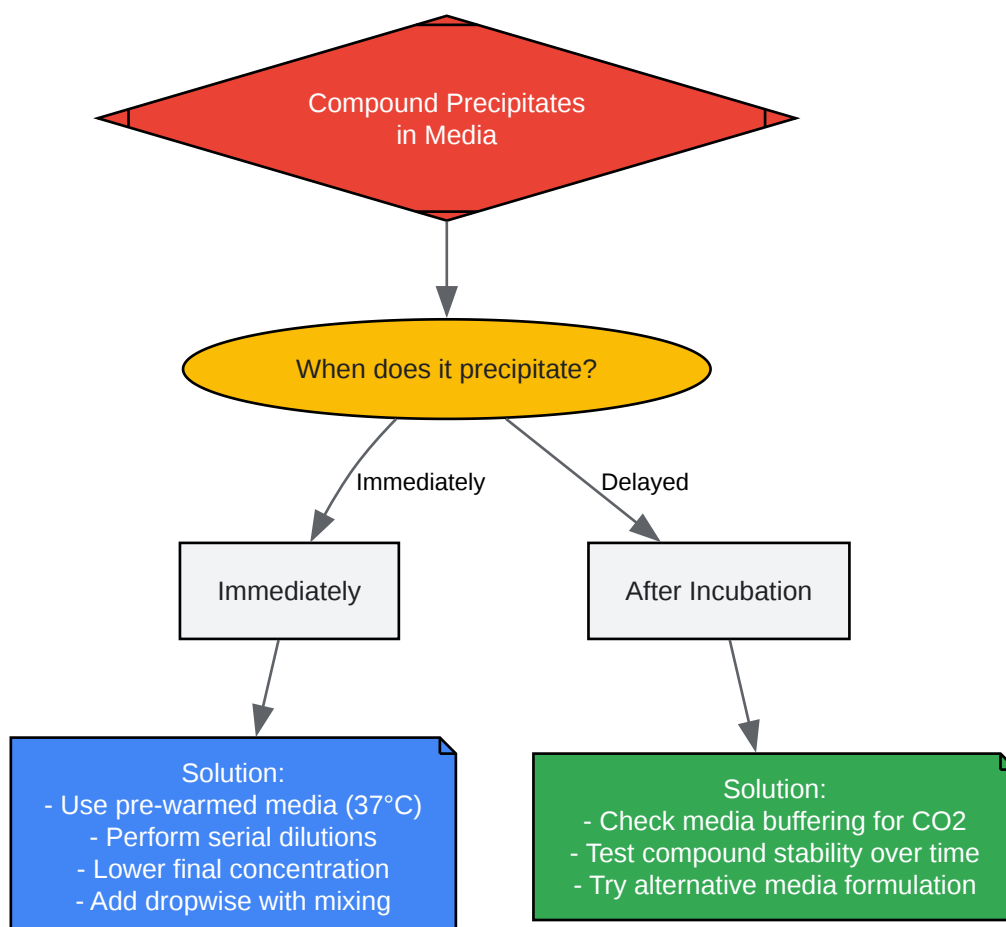 Compound Precipitates
in Media
When does it precipitate?
Immediately
Delayed
Immediately
After Incubation
Solution:
- Use pre-warmed media (37°C)
- Perform serial dilutions
- Lower final concentration
- Add dropwise with mixing
Solution:
- Check media buffering for CO2
- Test compound stability over time
- Try alternative media formulation